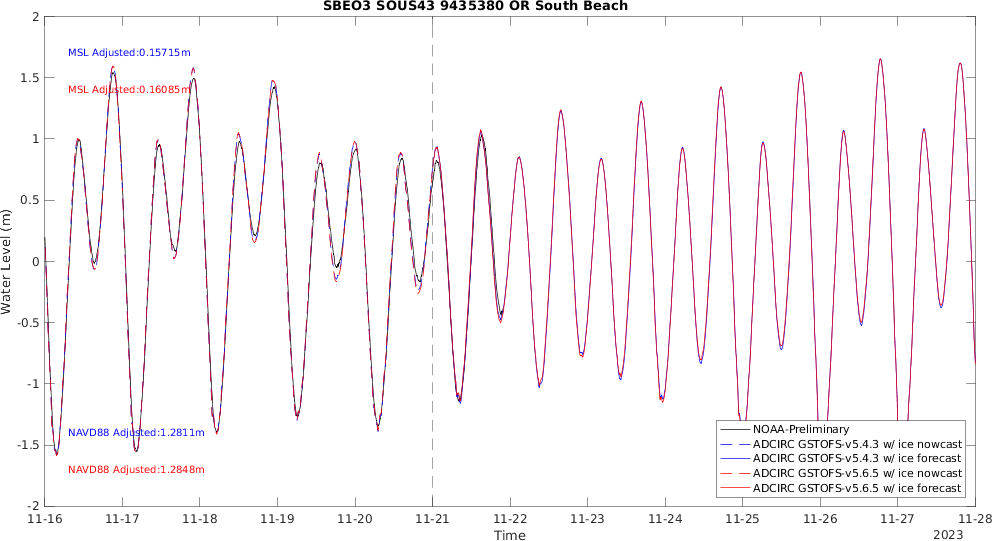 SBEO3 SOUS43 9435380 OR South Beach
MSL Adjusted:0.15715m
MSL Adjusted:0.16085m
NAVD88 Adjusted:1.2811m
NAVD88 Adjusted:1.2848m
Water Level (m)
2
1.5
1
0.5
0
-0.5
-1
-1.5
-2
NOAA-Preliminary
ADCIRC GSTOFS-v5.4.3 w/ ice nowcast
ADCIRC GSTOFS-v5.4.3 w/ ice forecast
ADCIRC GSTOFS-v5.6.5 w/ ice nowcast
ADCIRC GSTOFS-v5.6.5 w/ ice forecast
11-16 11-17 11-18 11-19 11-20 11-21 11-22 11-23 11-24 11-25 11-26 11-27 11-28
Time
2023